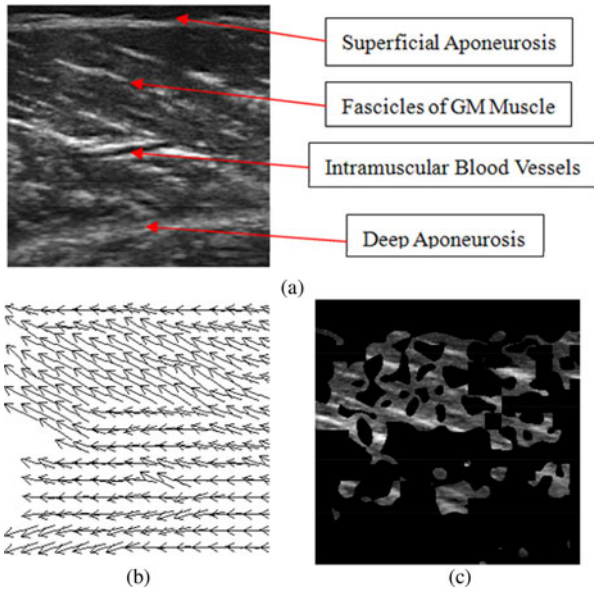 Superficial Aponeurosis
Fascicles of GM Muscle
Intramuscular Blood Vessels
Deep Aponeurosis
(a)
(b)
(c)